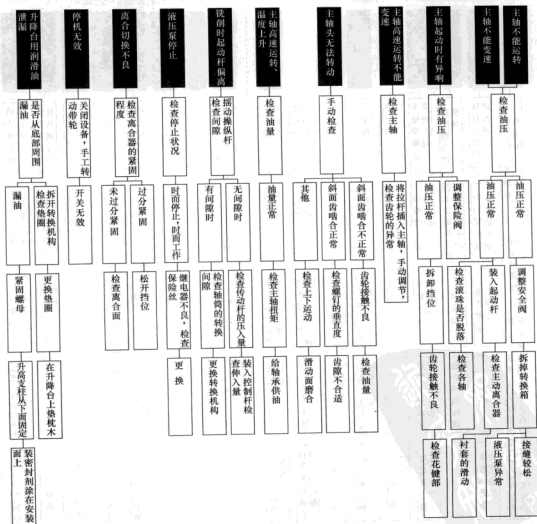 主轴不能运转
主轴不能变速
检查油压
油压正常
调整安全阀
拆掉转换箱
接缝较松
油压正常
装入起动杆
检查主动离合器
液压泵异常
主轴起动时有异响
检查油压
调整保险阀
检查滚珠是否脱落
检查各轴
衬套的滑动
油压正常
拆卸挡位
齿轮接触不良
检查花键部
主轴高速运转不能
变速
检查主轴
将拉杆插入主轴,手动调节,
检查齿轮的异常
主轴头无法转动
手动检查
斜面齿啮合不正常
齿轮接触不良
检查油量
斜面齿啮合正常
检查螺钉的垂直度
齿隙不合适
其他
检查上下运动
滑动面磨合
主轴高速运转、
温度上升
检查油量
油量正常
检查主轴扭矩
给轴承供油
铣削时起动杆偏离
摇动操纵杆
检查间隙
无间隙时
检查传动杆的压入量
装入控制杆检
查伸入量
有间隙时
检查轴筒的转换
间隙
更换转换机构
液压泵停止
检查停止状况
时而停止,时而工作
继电器不良,检查
保险丝
更换
离合切换不良
检查离合器的紧固
程度
过分紧固
松开挡位
未过分紧固
检查离合面
停机无效
关闭设备,手工转
动带轮
开关无效
升降台用润滑油
泄漏
是否从底部周围
漏油
拆开转换机构
检查垫圈
更换垫圈
在升降台上垫枕木
漏油
紧固螺母
升高支柱从下面固定
装密封剂涂在安装
面上